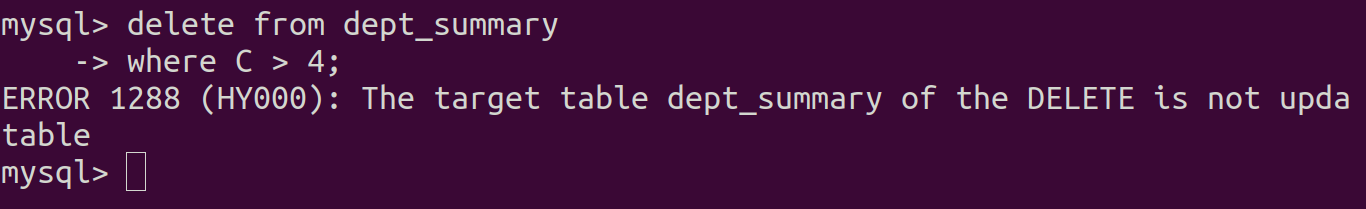 mysql> delete from dept_summary
    -> where C > 4;
ERROR 1288 (HY000): The target table dept_summary of the DELETE is not upda
table
mysql>